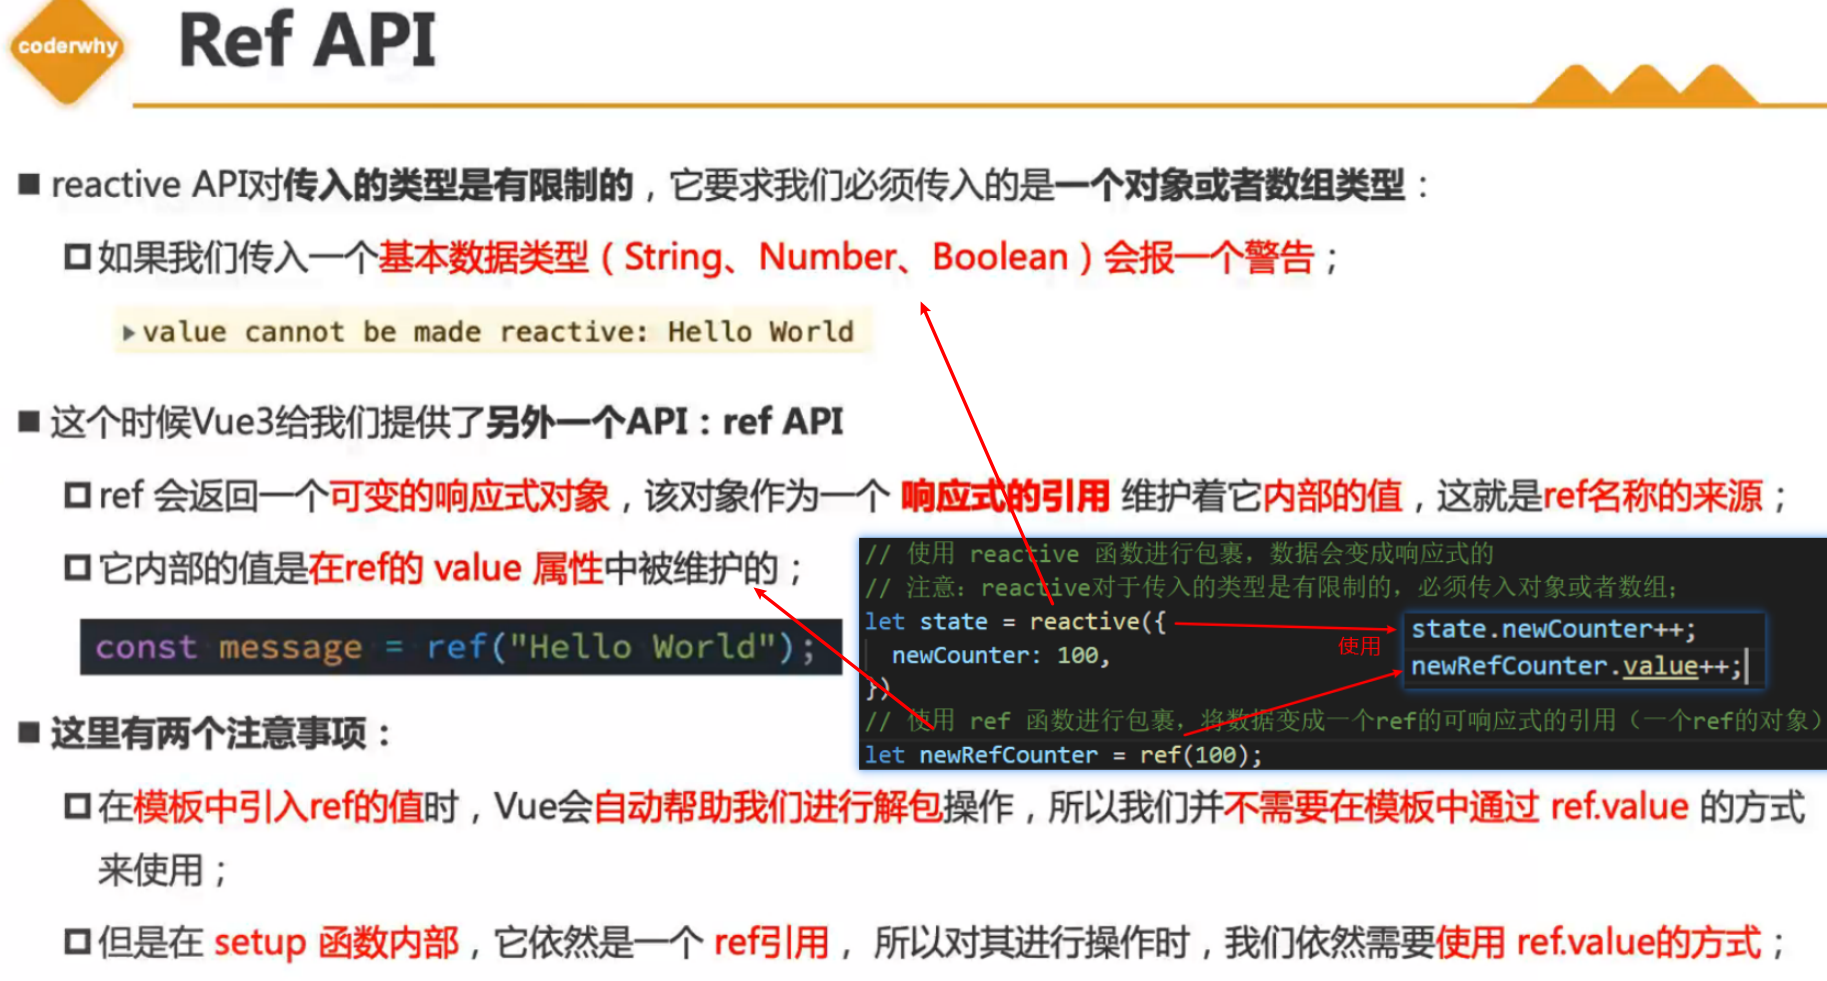 coderwhy
Ref API
reactive API对传入的类型是有限制的，它要求我们必须传入的是一个对象或者数组类型：
如果我们传入一个基本数据类型（String、Number、Boolean）会报一个警告；
value cannot be made reactive: Hello World
这个时候Vue3给我们提供了另外一个API：ref API
ref 会返回一个可变的响应式对象，该对象作为一个 响应式的引用 维护着它内部的值，这就是ref名称的来源；
它内部的值是在ref的 value 属性中被维护的；
const message = ref("Hello World");
// 使用 reactive 函数进行包裹，数据会变成响应式的
// 注意：reactive对于传入的类型是有限制的，必须传入对象或者数组；
let state = reactive({
newCounter: 100,
})
// 使用 ref 函数进行包裹，将数据变成一个ref的可响应式的引用（一个ref的对象）
let newRefCounter = ref(100);
使用
state.newCounter++;
newRefCounter.value++;
这里有两个注意事项：
在模板中引入ref的值时，Vue会自动帮助我们进行解包操作，所以我们并不需要在模板中通过 ref.value 的方式
来使用；
但是在 setup 函数内部，它依然是一个 ref引用， 所以对其进行操作时，我们依然需要使用 ref.value的方式；